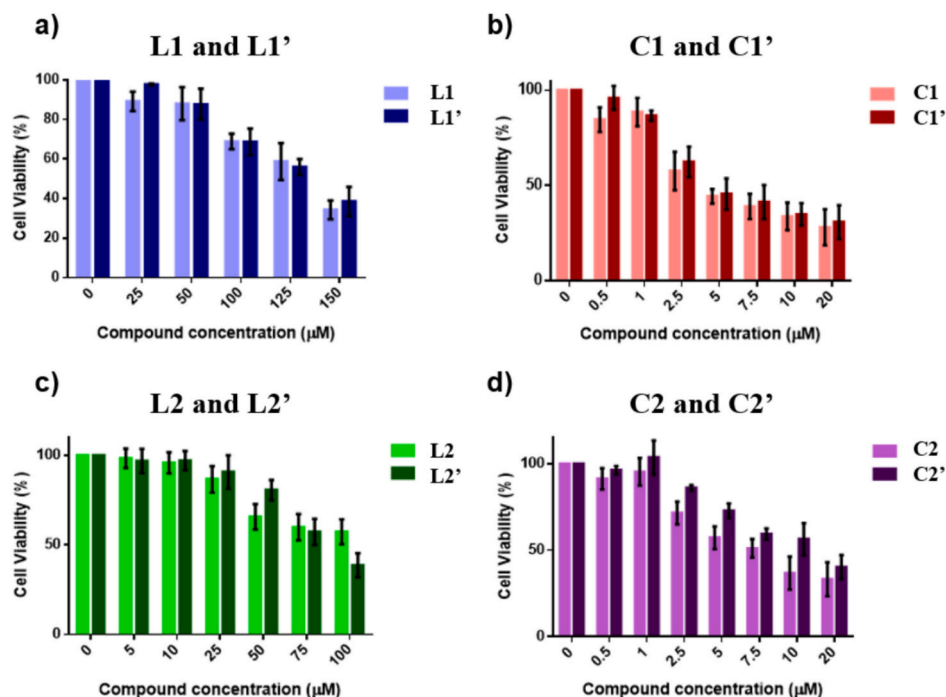 a)
L1 and L1’
Cell Viability (%)
100
80
60
40
20
0
0 25 50 100 125 150
Compound concentration (μM)
L1
L1’
b)
C1 and C1’
Cell Viability (%)
100
50
0
0 0.5 1 2.5 5 7.5 10 20
Compound concentration (μM)
C1
C1’
c)
L2 and L2’
Cell Viability (%)
100
50
0
0 5 10 25 50 75 100
Compound concentration (μM)
L2
L2’
d)
C2 and C2’
Cell Viability (%)
100
50
0
0 0.5 1 2.5 5 7.5 10 20
Compound concentration (μM)
C2
C2’